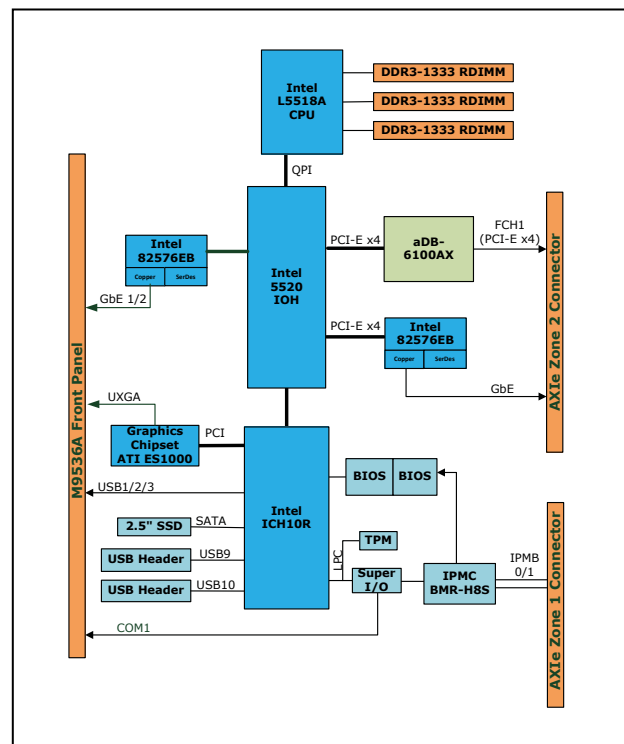 Intel
L5518A
CPU
DDR3-1333 RDIMM
DDR3-1333 RDIMM
DDR3-1333 RDIMM
QPI
Intel
5520
IOH
Intel
82576EB
Copper
SerDes
GbE 1/2
PCI-E x4
aDB-
6100AX
FCH1
(PCI-E x4)
PCI-E x4
Intel
82576EB
Copper
SerDes
GbE
AXIe Zone 2 Connector
M9536A Front Panel
UXGA
Graphics
Chipset
ATI ES1000
PCI
Intel
ICH10R
USB1/2/3
2.5" SSD
SATA
USB Header
USB9
USB Header
USB10
COM1
BIOS
BIOS
TPM
LPC
Super
I/O
IPMC
BMR-H8S
IPMB
0/1
AXIe Zone 1 Connector